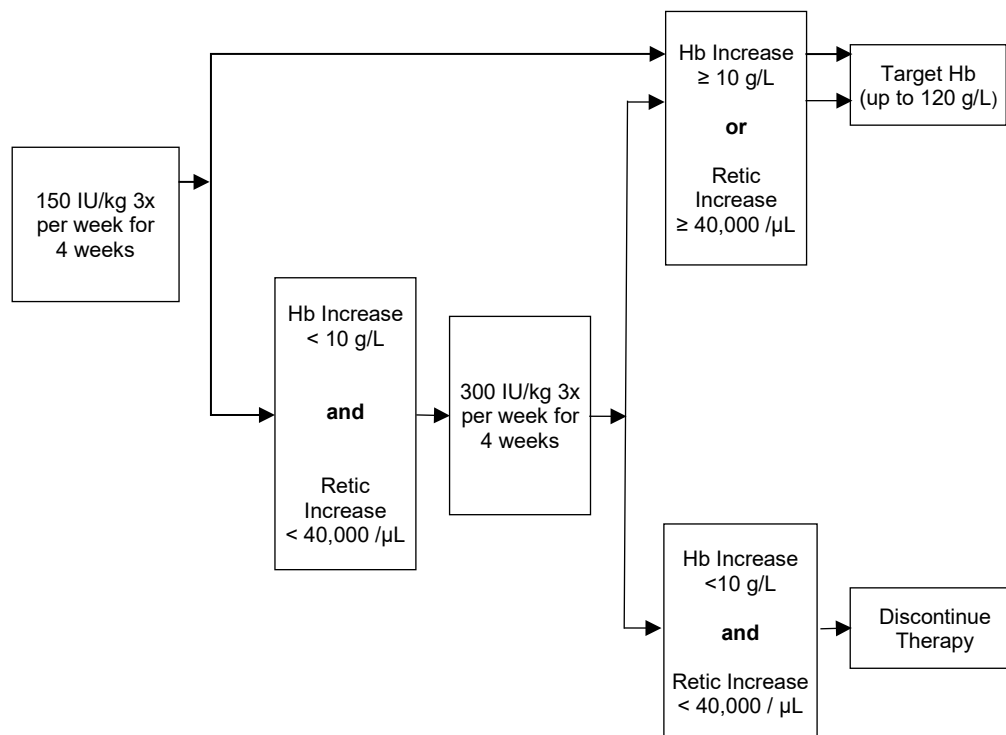 150 IU/kg 3x
per week for
4 weeks
Hb Increase
< 10 g/L
and
Retic
Increase
< 40,000 /µL
300 IU/kg 3x
per week for
4 weeks
Hb Increase
≥ 10 g/L
or
Retic
Increase
≥ 40,000 /µL
Target Hb
(up to 120 g/L)
Hb Increase
<10 g/L
and
Retic Increase
< 40,000 / µL
Discontinue
Therapy